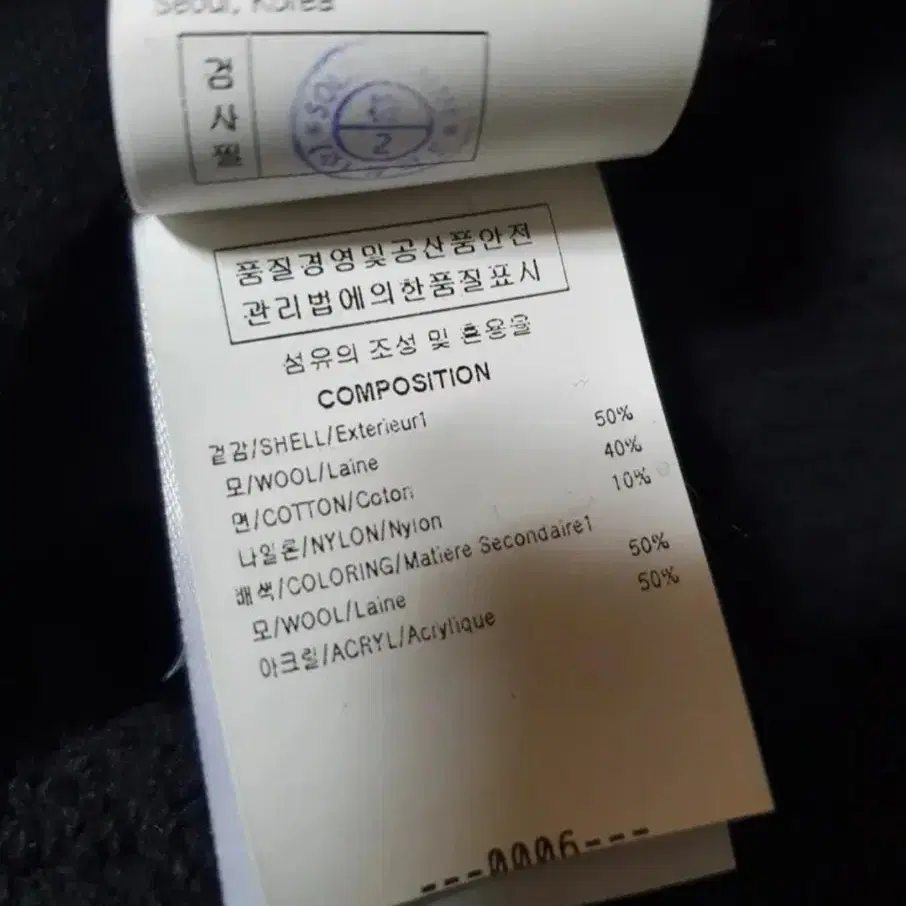 Seoul, Korea
검사필
2
품질경영및공산품안전
관리법에의한품질표시
섬유의 조성 및 혼용율
COMPOSITION
겉감/SHELL/Exterieur1
모/WOOL/Laine 50%
면/COTTON/Coton 40%
나일론/NYLON/Nylon 10%
배색/COLORING/Matiere Secondaire1
모/WOOL/Laine 50%
아크릴/ACRYL/Acrylique 50%
---0006---